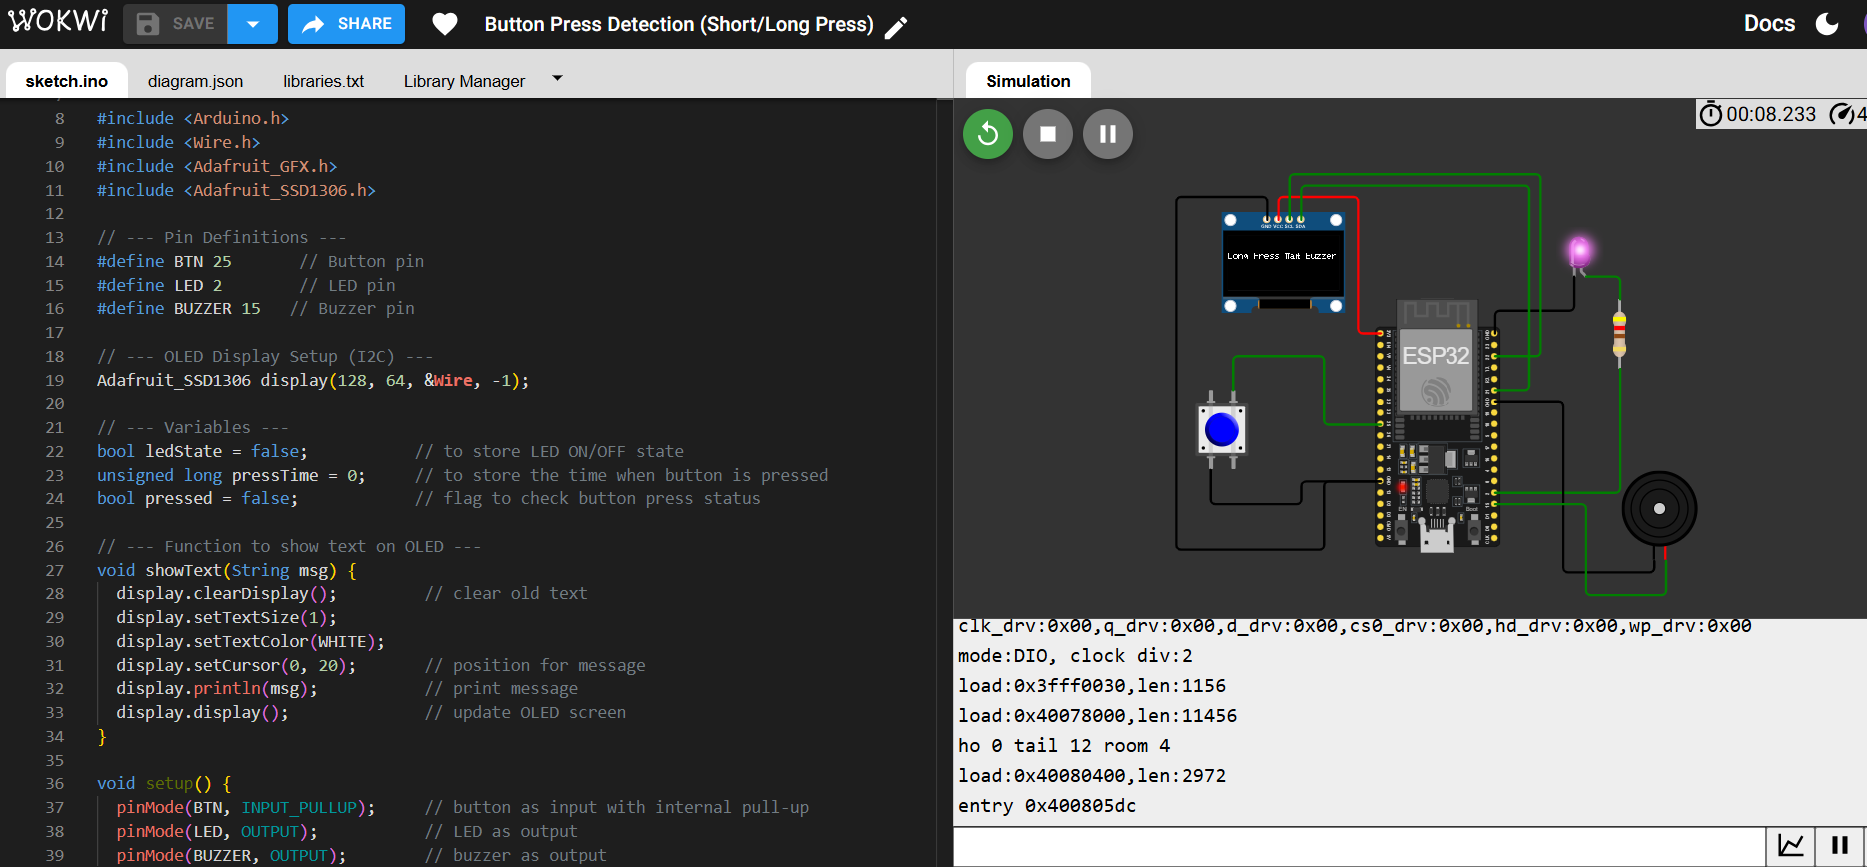 WOKWi
SAVE
SHARE
Button Press Detection (Short/Long Press)
Docs
sketch.ino
diagram.json
libraries.txt
Library Manager
8 #include <Arduino.h>
9 #include <Wire.h>
10 #include <Adafruit_GFX.h>
11 #include <Adafruit_SSD1306.h>
12
13 // --- Pin Definitions ---
14 #define BTN 25 // Button pin
15 #define LED 2 // LED pin
16 #define BUZZER 15 // Buzzer pin
17
18 // --- OLED Display Setup (I2C) ---
19 Adafruit_SSD1306 display(128, 64, &Wire, -1);
20
21 // --- Variables ---
22 bool ledState = false; // to store LED ON/OFF state
23 unsigned long pressTime = 0; // to store the time when button is pressed
24 bool pressed = false; // flag to check button press status
25
26 // --- Function to show text on OLED ---
27 void showText(String msg) {
28 display.clearDisplay(); // clear old text
29 display.setTextSize(1);
30 display.setTextColor(WHITE);
31 display.setCursor(0, 20); // position for message
32 display.println(msg); // print message
33 display.display(); // update OLED screen
34 }
35
36 void setup() {
37 pinMode(BTN, INPUT_PULLUP); // button as input with internal pull-up
38 pinMode(LED, OUTPUT); // LED as output
39 pinMode(BUZZER, OUTPUT); // buzzer as output
Simulation
00:08.233
4
GND VCC SCL SDA
Long Press
ESP32
EN
Boot
clk_drv:0x00,q_drv:0x00,d_drv:0x00,cs0_drv:0x00,hd_drv:0x00,wp_drv:0x00
mode:DIO, clock div:2
load:0x3fff0030,len:1156
load:0x40078000,len:11456
ho 0 tail 12 room 4
load:0x40080400,len:2972
entry 0x400805dc